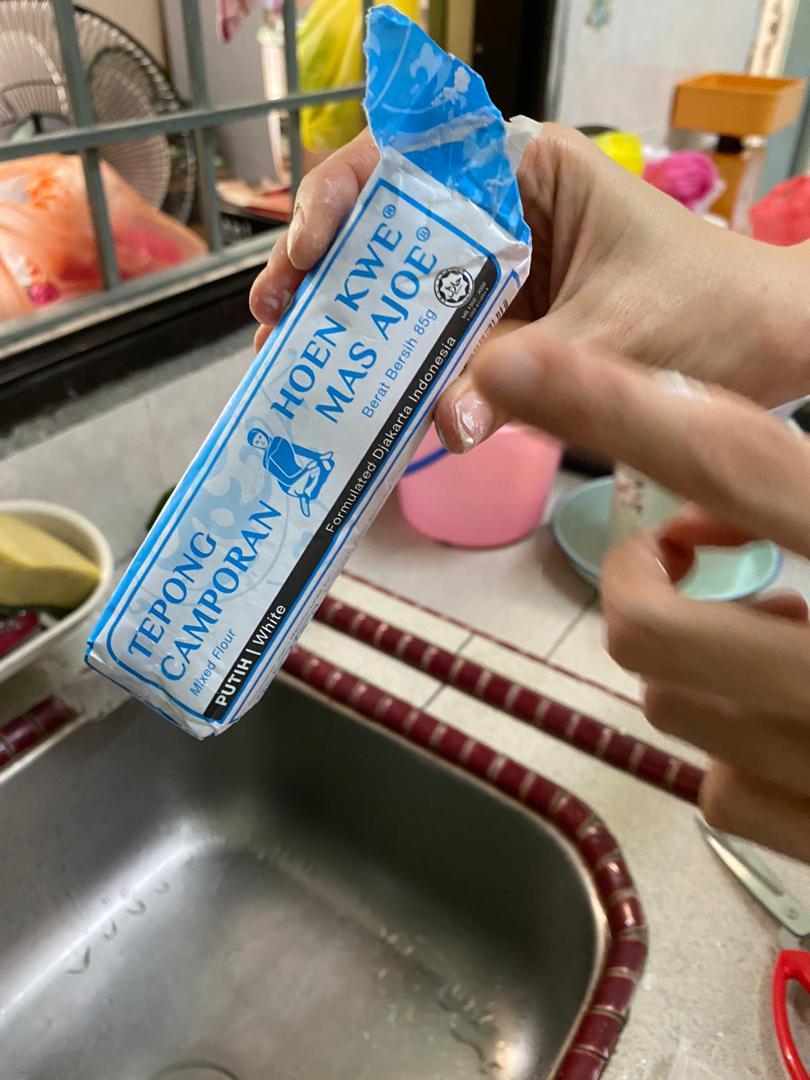 TEPONG
CAMPORAN
HOEN KWE®
MAS AJOE®
Mixed Flour
Berat Bersih 85g
PUTIH | White
Formulated Djakarta Indonesia